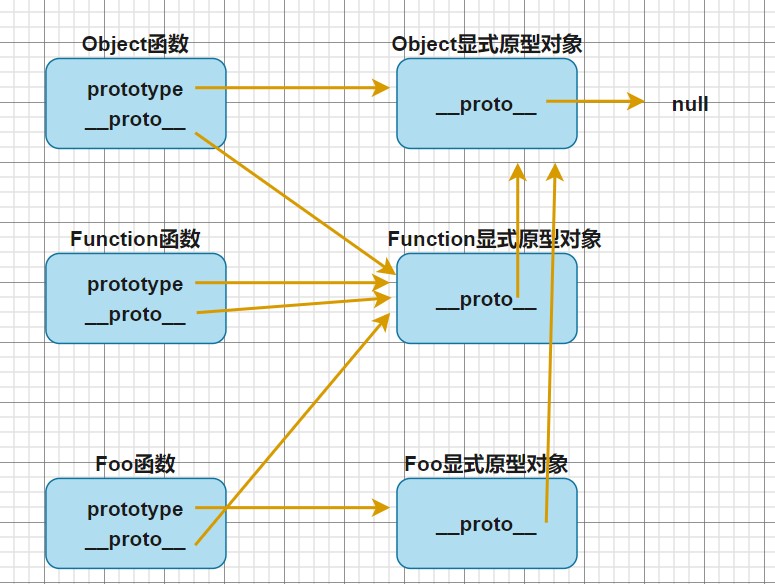 Object函数
Object显式原型对象
prototype
__proto__
__proto__
null
Function函数
Function显式原型对象
prototype
__proto__
__proto__
Foo函数
Foo显式原型对象
prototype
__proto__
__proto__